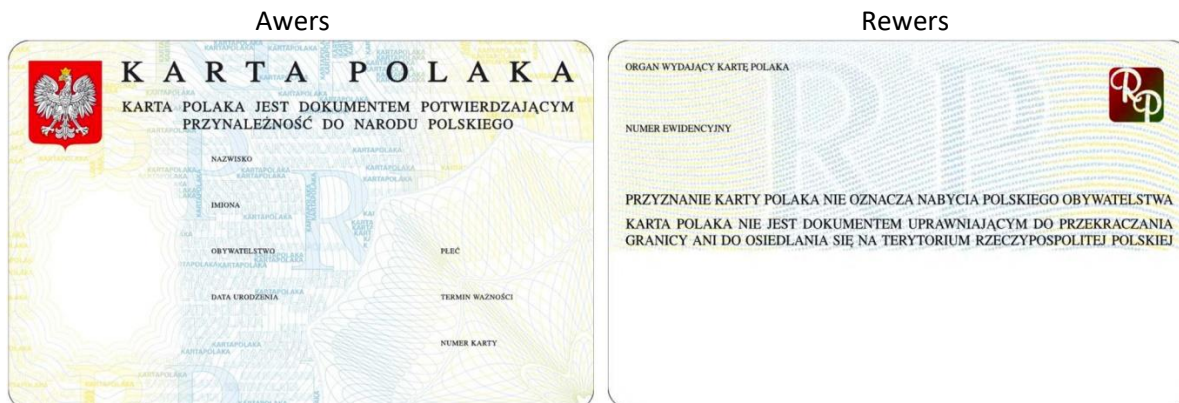 Awers
KARTA POLAKA
KARTA POLAKA JEST DOKUMENTEM POTWIERDZAJĄCYM
PRZYNALEŻNOŚĆ DO NARODU POLSKIEGO
NAZWISKO
IMIONA
OBYWATELSTWO
PŁEĆ
DATA URODZENIA
TERMIN WAŻNOŚCI
NUMER KARTY
Rewers
ORGAN WYDAJĄCY KARTĘ POLAKA
RP
NUMER EWIDENCYJNY
RP
PRZYZNANIE KARTY POLAKA NIE OZNACZA NABYCIA POLSKIEGO OBYWATELSTWA
KARTA POLAKA NIE JEST DOKUMENTEM UPRAWNIAJĄCYM DO PRZEKRACZANIA
GRANICY ANI DO OSIEDLANIA SIĘ NA TERYTORIUM RZECZYPOSPOLITEJ POLSKIEJ